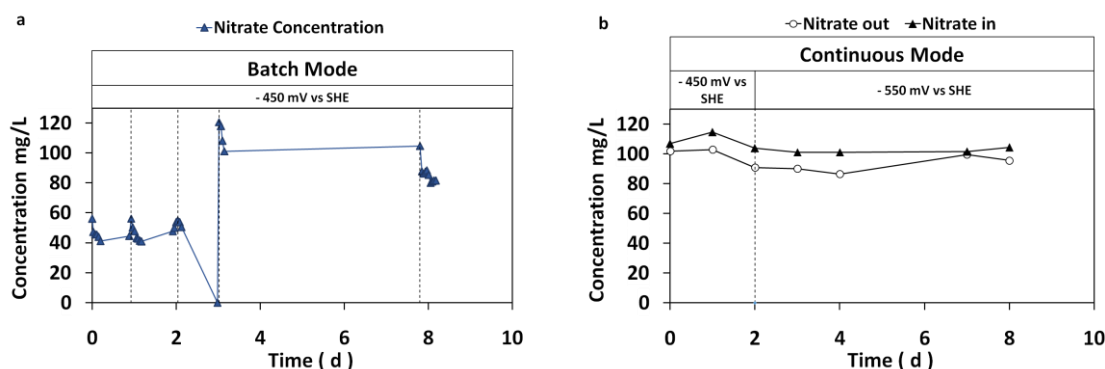 a
Nitrate Concentration
Batch Mode
- 450 mV vs SHE
120
100
80
60
40
20
0
Concentration mg/L
0 2 4 6 8 10
Time ( d )
b
Nitrate out Nitrate in
Continuous Mode
- 450 mV vs
SHE
- 550 mV vs SHE
120
100
80
60
40
20
0
Concentration mg/L
0 2 4 6 8 10
Time ( d )